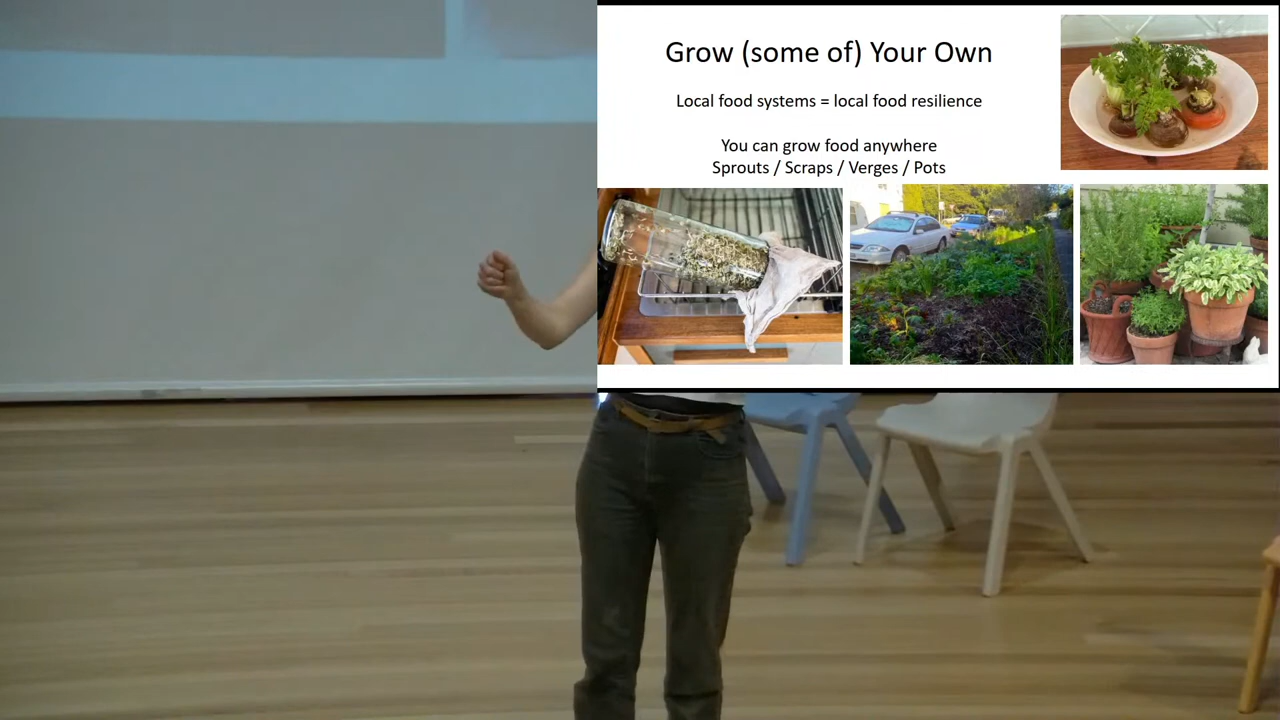 Grow (some of) Your Own
Local food systems = local food resilience
You can grow food anywhere
Sprouts / Scraps / Verges / Pots